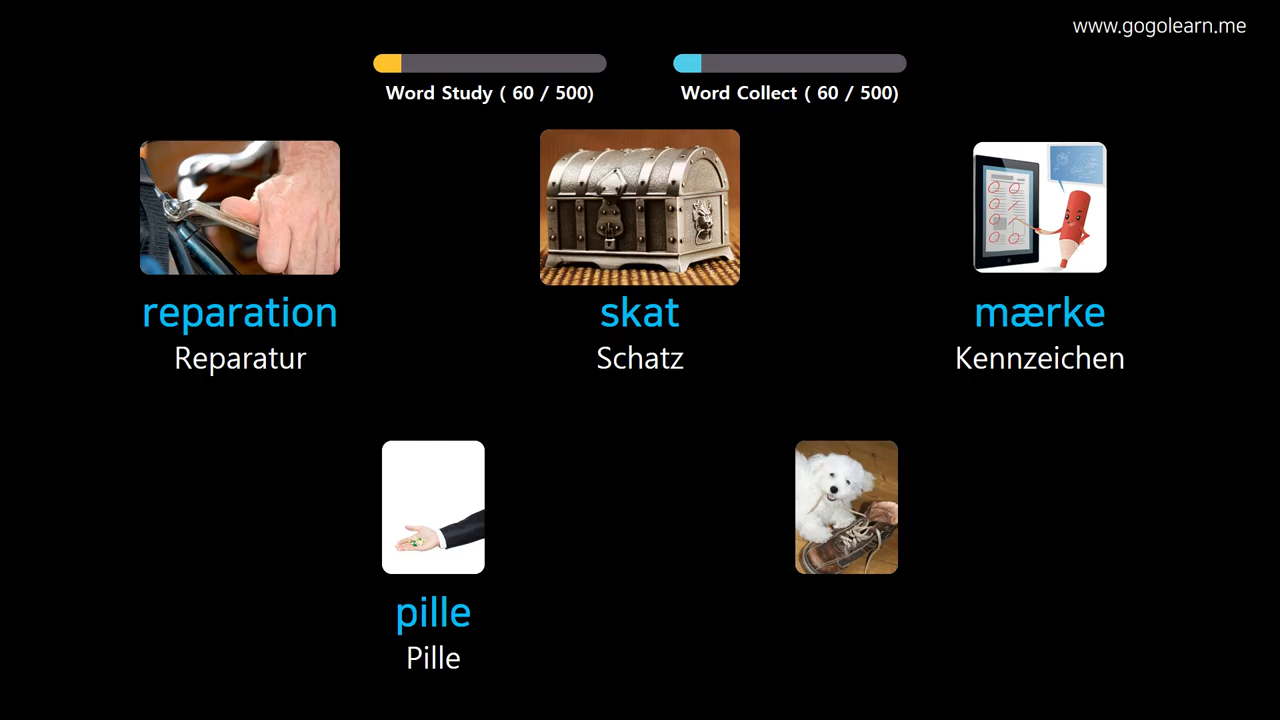 www.gogolearn.me
Word Study ( 60 / 500)
Word Collect ( 60 / 500)
reparation
Reparatur
skat
Schatz
mærke
Kennzeichen
pille
Pille